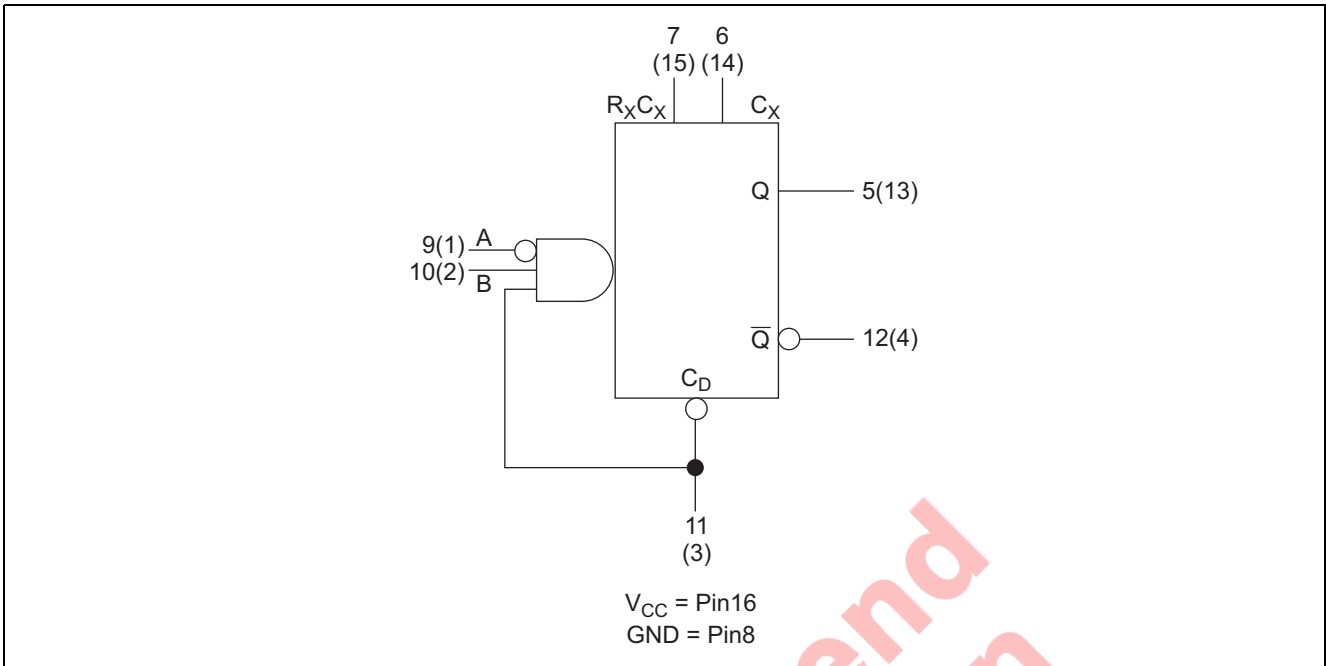 7 6
(15) (14)
RXCX CX
Q 5(13)
9(1) A
10(2) B
Q̅ 12(4)
CD
11
(3)
VCC = Pin16
GND = Pin8
end